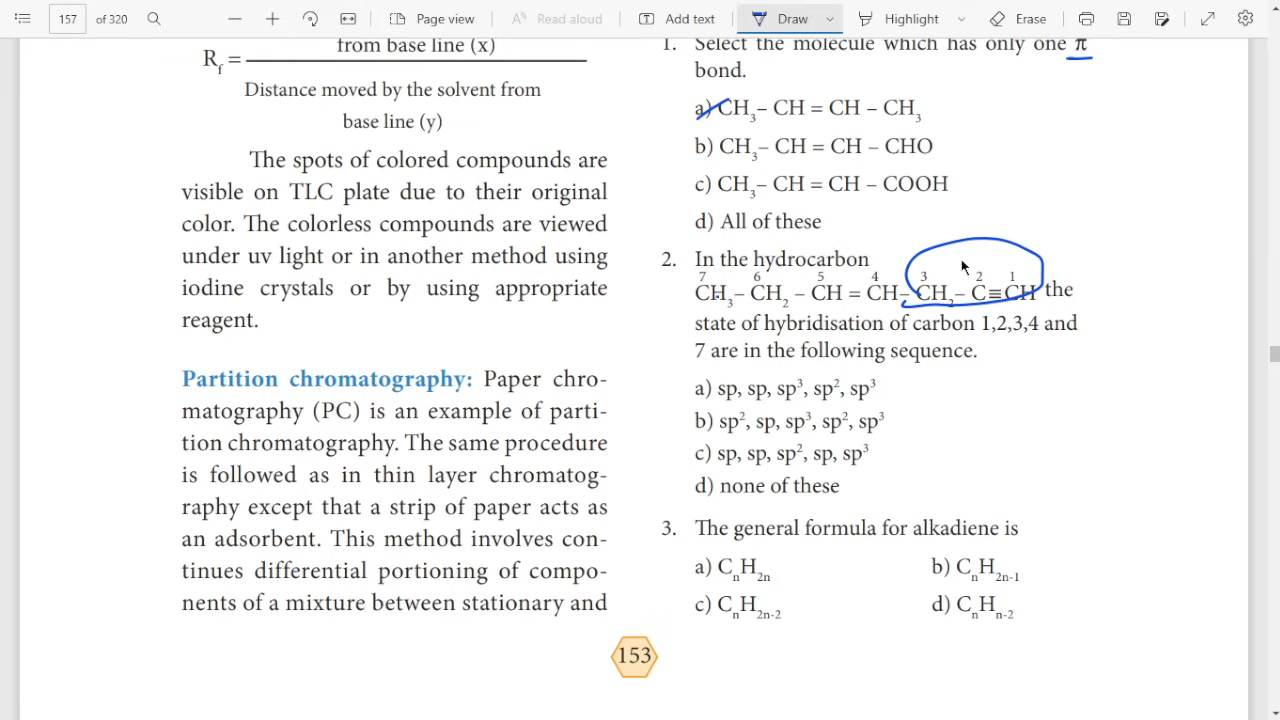 157 of 320 Page view Read aloud Add text Draw Highlight Erase
from base line (x)
R_f =
Distance moved by the solvent from
base line (y)
The spots of colored compounds are
visible on TLC plate due to their original
color. The colorless compounds are viewed
under uv light or in another method using
iodine crystals or by using appropriate
reagent.
Partition chromatography: Paper chro-
matography (PC) is an example of parti-
tion chromatography. The same procedure
is followed as in thin layer chromatog-
raphy except that a strip of paper acts as
an adsorbent. This method involves con-
tinues differential portioning of compo-
nents of a mixture between stationary and
1. Select the molecule which has only one π
bond.
a) CH₃– CH = CH – CH₃
b) CH₃– CH = CH – CHO
c) CH₃– CH = CH – COOH
d) All of these
2. In the hydrocarbon
7 6 5 4 3 2 1
CH₃– CH₂ – CH = CH– CH₂– C≡CH the
state of hybridisation of carbon 1,2,3,4 and
7 are in the following sequence.
a) sp, sp, sp³, sp², sp³
b) sp², sp, sp³, sp², sp³
c) sp, sp, sp², sp, sp³
d) none of these
3. The general formula for alkadiene is
a) CₙH₂ₙ b) CₙH₂ₙ₋₁
c) CₙH₂ₙ₋₂ d) CₙHₙ₋₂
153